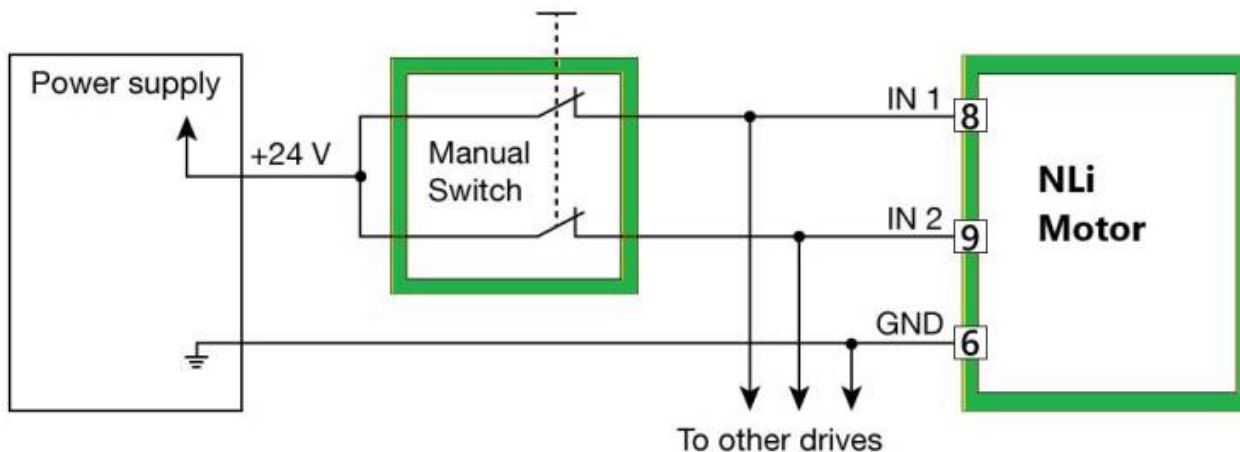 Power supply
+24 V
Manual
Switch
IN 1
8
IN 2
9
GND
6
NLi
Motor
To other drives